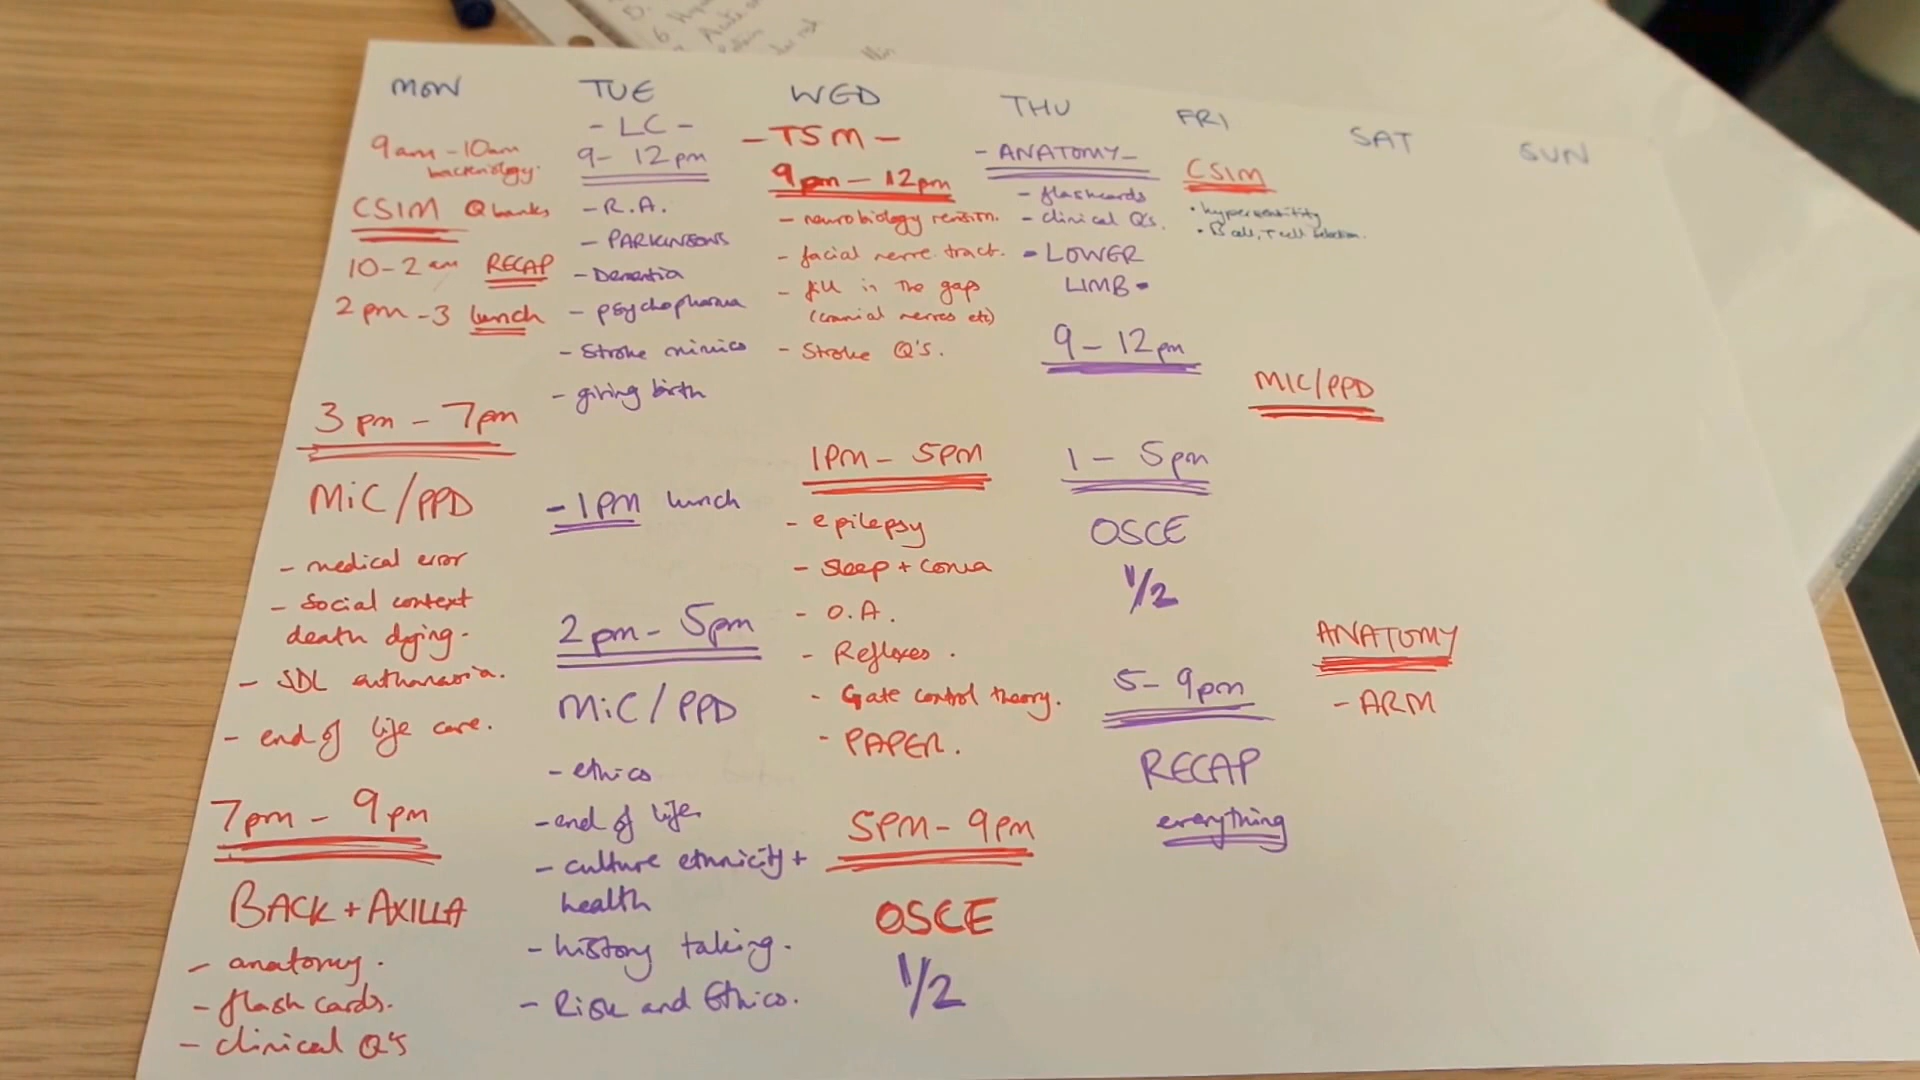 MON
9am - 10am
CSIM Q banks
10-2am RECAP
2pm -3 lunch
3pm - 7pm
MiC/PPD
- medical error
- Social context
death dying.
- SDL euthanasia.
- end of life care.
7pm - 9pm
BACK + AXILLA
- anatomy.
- flash cards.
- clinical Q's
TUE
- LC -
9- 12pm
- R.A.
- PARKINSONS
- Dementia
- psychopharma
- Stroke mimics
- giving birth
- 1PM lunch
2pm - 5pm
MiC/PPD
- ethics
- end of life
- culture ethnicity +
health
- history taking.
- Risk and Ethics.
WED
- TSM -
9pm - 12pm
- neurobiology revision.
- facial nerve tract.
- fill in the gaps
(cranial nerves etc)
- Stroke Q's.
1PM - 5PM
- epilepsy
- Sleep + Coma
- O.A.
- Reflexes.
- Gate control theory.
- PAPER.
5PM - 9PM
OSCE
1/2
THU
- ANATOMY -
- flashcards
- clinical Q's.
• LOWER
LIMB •
9 - 12pm
1 - 5pm
OSCE
1/2
5- 9pm
RECAP
everything
FRI
CSIM
• hypersensitivity
• B cell, T cell selection.
MIC/PPD
ANATOMY
- ARM
SAT
SUN